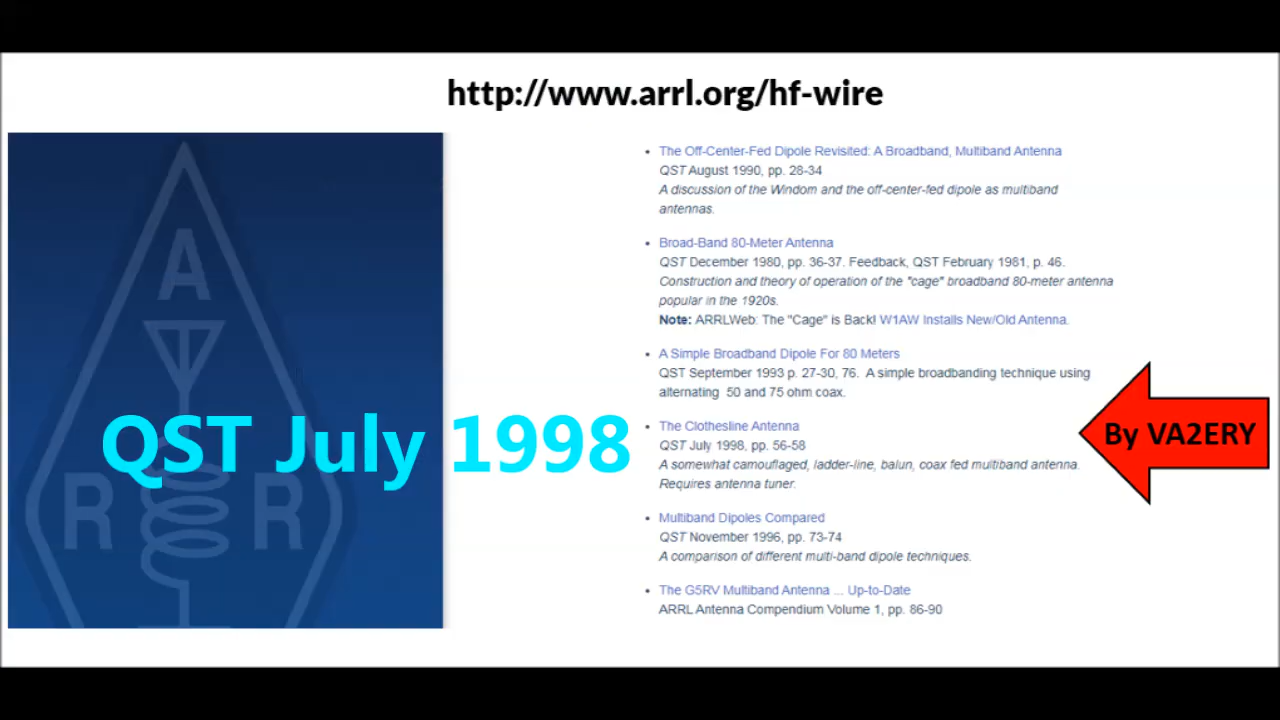 http://www.arrl.org/hf-wire
A
R R
QST July 1998
• The Off-Center-Fed Dipole Revisited: A Broadband, Multiband Antenna
QST August 1990, pp. 28-34
A discussion of the Windom and the off-center-fed dipole as multiband
antennas.
• Broad-Band 80-Meter Antenna
QST December 1980, pp. 36-37. Feedback, QST February 1981, p. 46.
Construction and theory of operation of the "cage" broadband 80-meter antenna
popular in the 1920s.
Note: ARRLWeb: The "Cage" is Back! W1AW Installs New/Old Antenna.
• A Simple Broadband Dipole For 80 Meters
QST September 1993 p. 27-30, 76. A simple broadbanding technique using
alternating 50 and 75 ohm coax.
• The Clothesline Antenna
QST July 1998, pp. 56-58
A somewhat camouflaged, ladder-line, balun, coax fed multiband antenna.
Requires antenna tuner.
By VA2ERY
• Multiband Dipoles Compared
QST November 1996, pp. 73-74
A comparison of different multi-band dipole techniques.
• The G5RV Multiband Antenna ... Up-to-Date
ARRL Antenna Compendium Volume 1, pp. 86-90